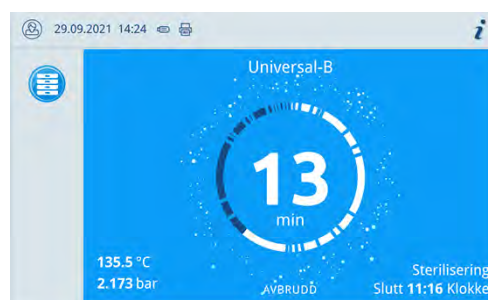 29.09.2021 14:24
Universal-B
13
min
135.5 °C
2.173 bar
AVBRUDD
Sterilisering
Slutt 11:16 Klokke